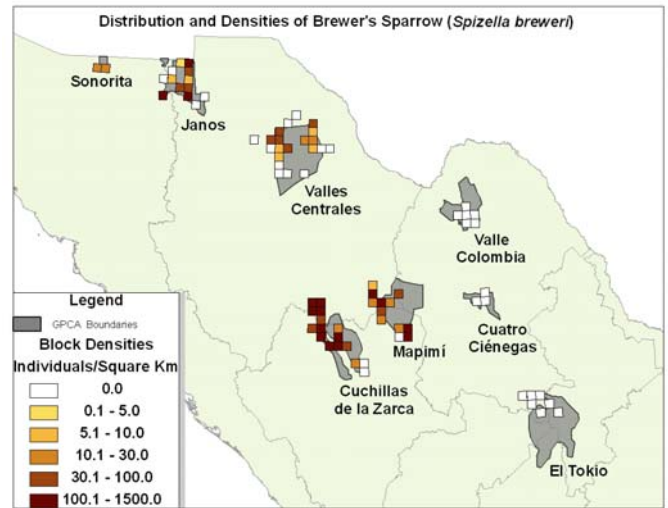 Distribution and Densities of Brewer's Sparrow (Spizella breweri)
Sonorita
Janos
Valles
Centrales
Valle
Colombia
Cuatro
Ciénegas
Mapimí
Cuchillas
de la Zarca
El Tokio
Legend
GPCA Boundaries
Block Densities
Individuals/Square Km
0.0
0.1 - 5.0
5.1 - 10.0
10.1 - 30.0
30.1 - 100.0
100.1 - 1500.0